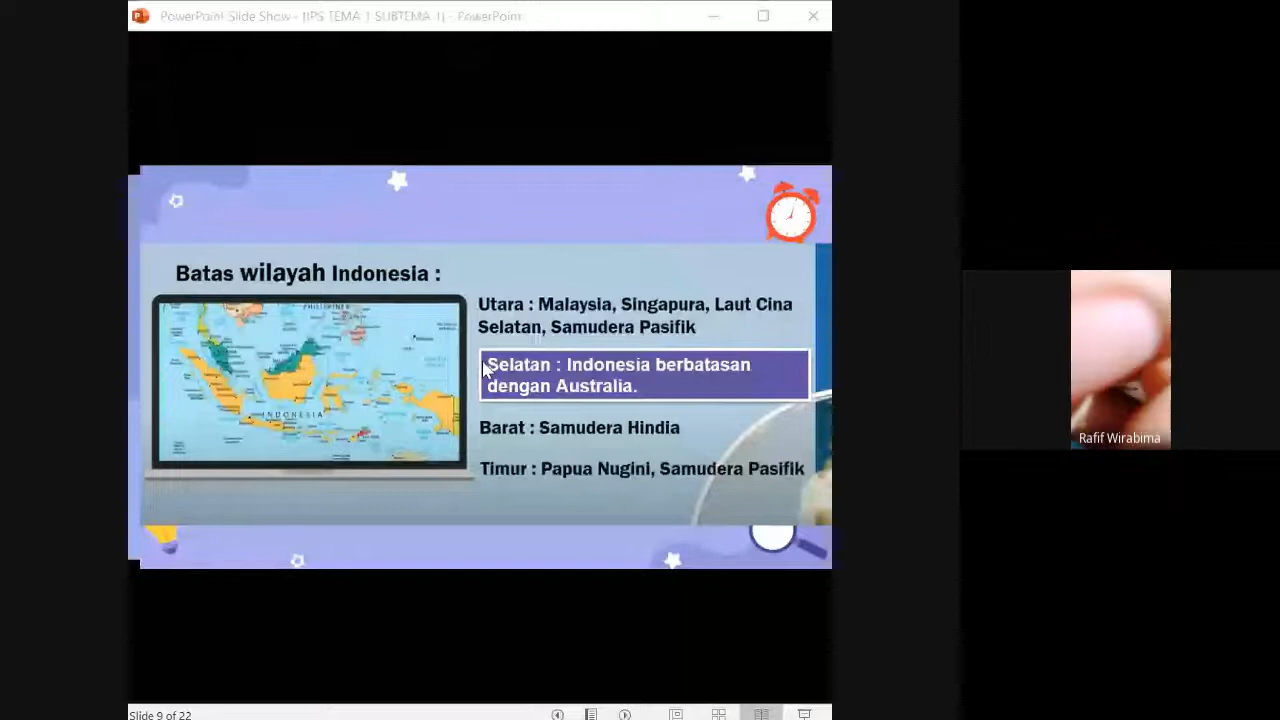 PowerPoint Slide Show - [IPS TEMA 1 SUBTEMA 1] - PowerPoint
Batas wilayah Indonesia :
PHILIPPINES
INDONESIA
Utara : Malaysia, Singapura, Laut Cina
Selatan, Samudera Pasifik
Selatan : Indonesia berbatasan
dengan Australia.
Barat : Samudera Hindia
Timur : Papua Nugini, Samudera Pasifik
Rafif Wirabima
Slide 9 of 22